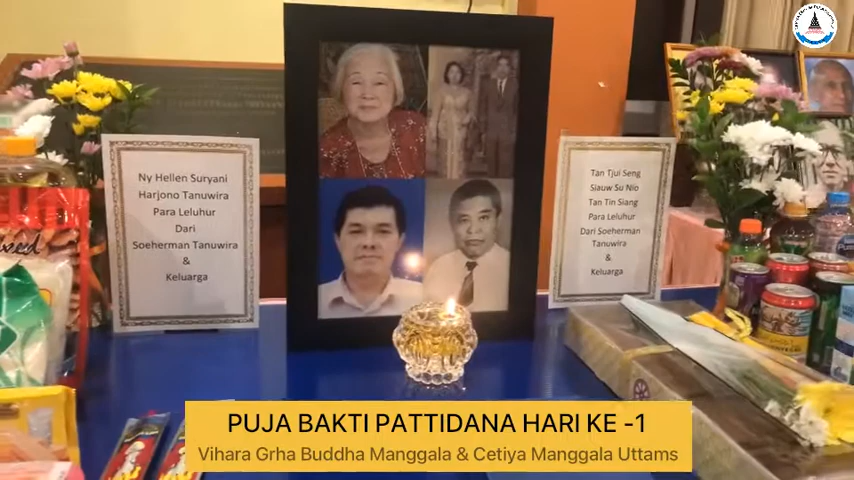 Ny Hellen Suryani
Harjono Tanuwira
Para Leluhur
Dari
Soeherman Tanuwira
&
Keluarga
Tan Tjui Seng
Siauw Su Nio
Tan Tin Siang
Para Leluhur
Dari Soeherman
Tanuwira
&
Keluarga
PUJA BAKTI PATTIDANA HARI KE -1
Vihara Grha Buddha Manggala & Cetiya Manggala Uttams